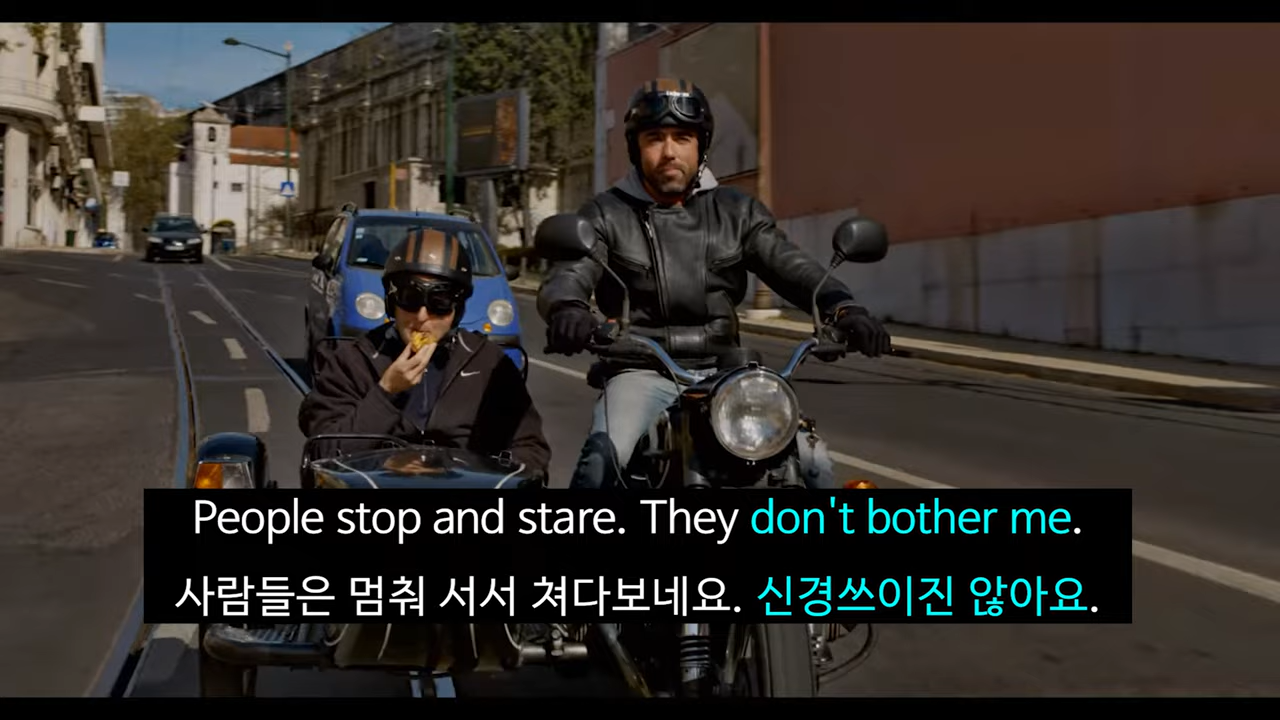 People stop and stare. They don't bother me.
사람들은 멈춰 서서 쳐다보네요. 신경쓰이진 않아요.